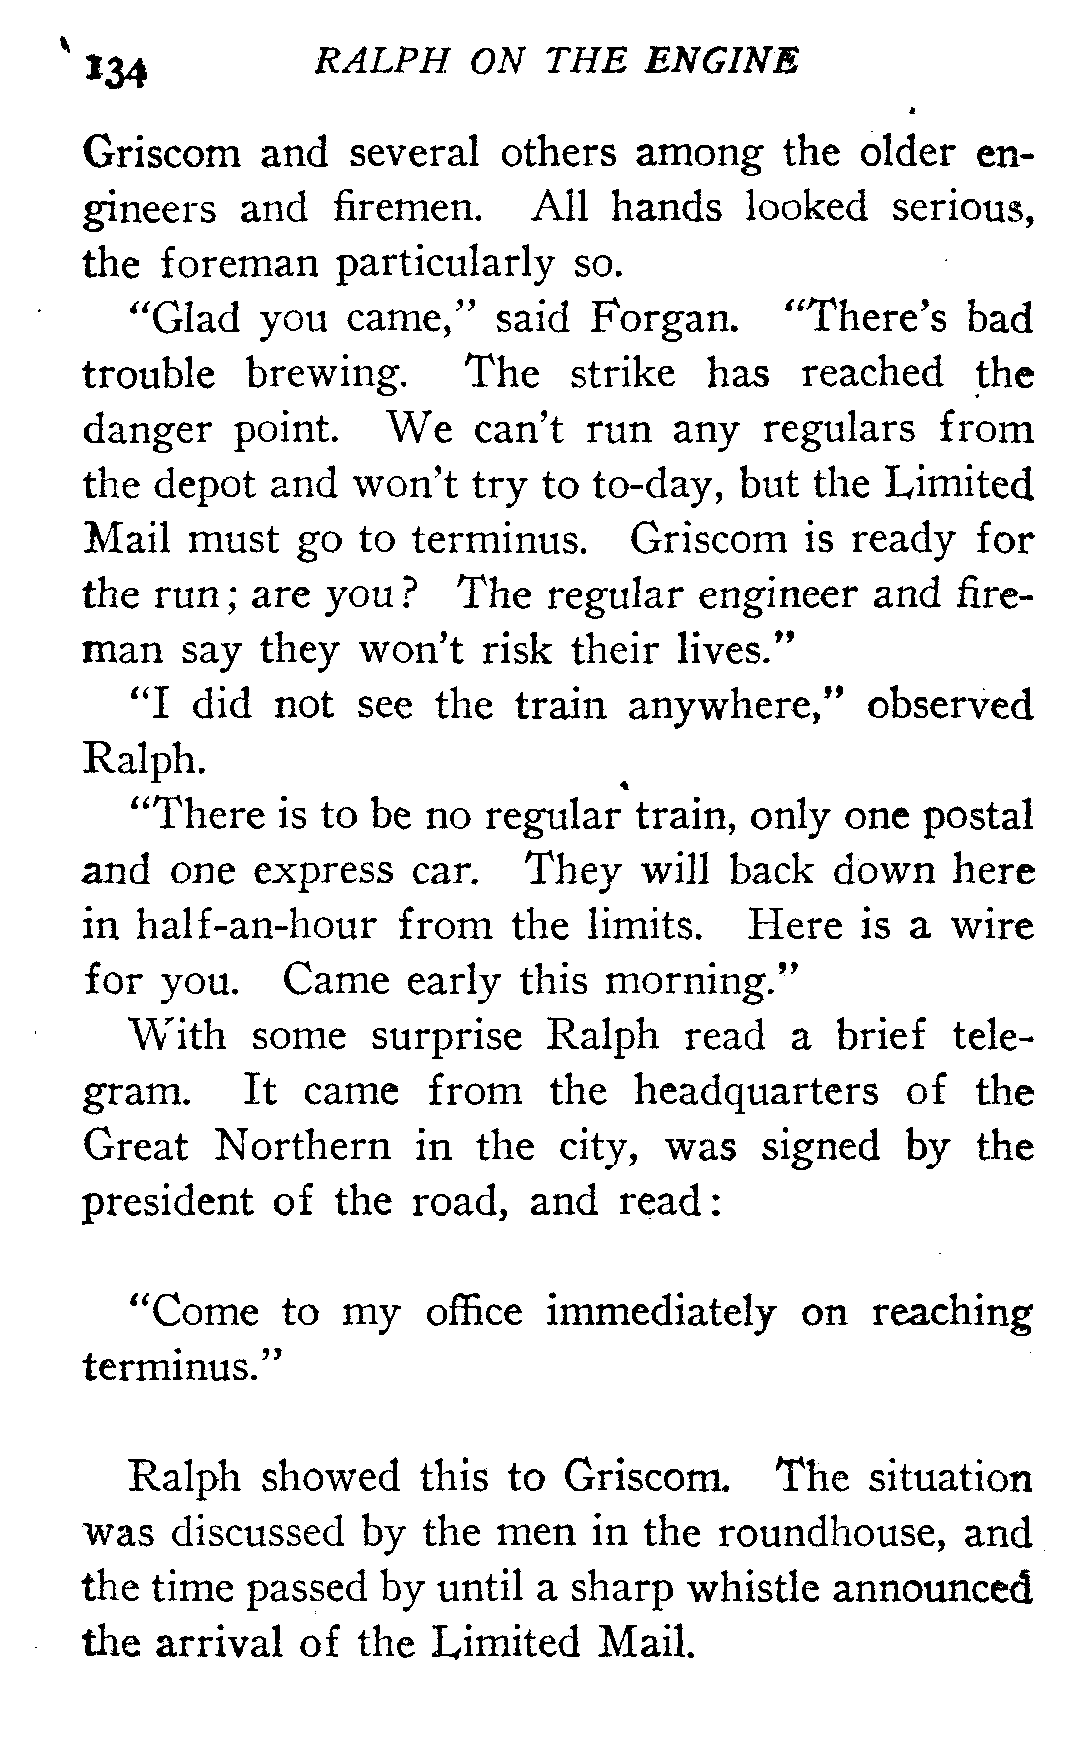 134 RALPH ON THE ENGINE
Griscom and several others among the older en-
gineers and firemen. All hands looked serious,
the foreman particularly so.
"Glad you came," said Forgan. "There's bad
trouble brewing. The strike has reached the
danger point. We can't run any regulars from
the depot and won't try to to-day, but the Limited
Mail must go to terminus. Griscom is ready for
the run; are you? The regular engineer and fire-
man say they won't risk their lives."
"I did not see the train anywhere," observed
Ralph.
"There is to be no regular train, only one postal
and one express car. They will back down here
in half-an-hour from the limits. Here is a wire
for you. Came early this morning."
With some surprise Ralph read a brief tele-
gram. It came from the headquarters of the
Great Northern in the city, was signed by the
president of the road, and read:
"Come to my office immediately on reaching
terminus."
Ralph showed this to Griscom. The situation
was discussed by the men in the roundhouse, and
the time passed by until a sharp whistle announced
the arrival of the Limited Mail.